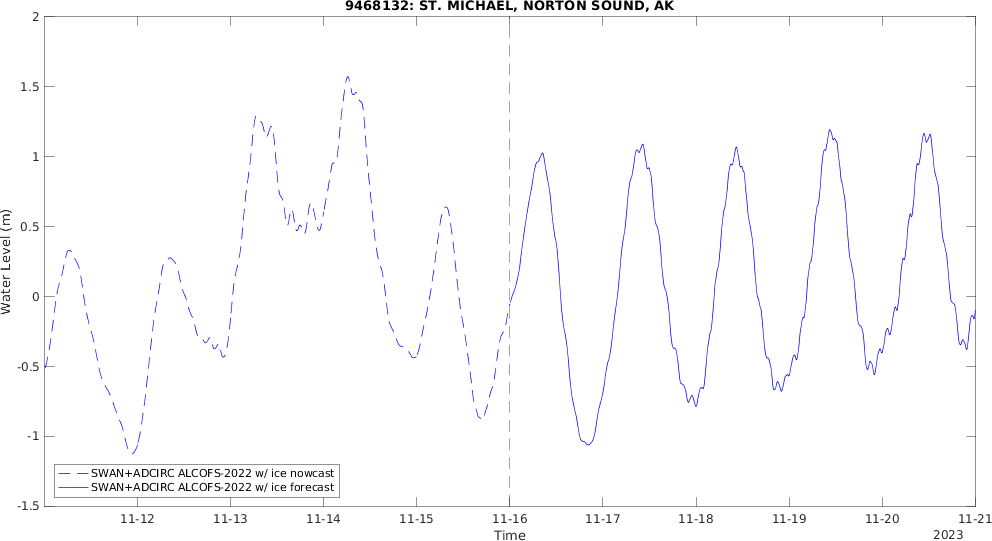 9468132: ST. MICHAEL, NORTON SOUND, AK
2
1.5
1
0.5
0
-0.5
-1
-1.5
Water Level (m)
SWAN+ADCIRC ALCOFS-2022 w/ ice nowcast
SWAN+ADCIRC ALCOFS-2022 w/ ice forecast
11-12 11-13 11-14 11-15 11-16 11-17 11-18 11-19 11-20 11-21
Time
2023